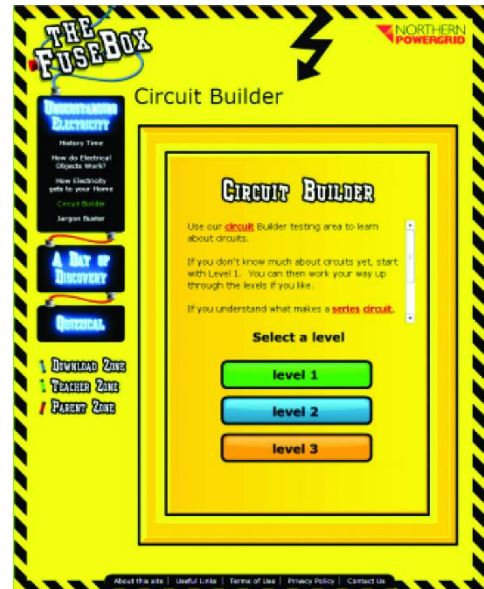 THE
FUSEBOX
NORTHERN
POWERGRID
Circuit Builder
UNDERSTANDING
ELECTRICITY
History Time
How do Electrical
Objects Work?
How Electricity
gets to your Home
Circuit Builder
Jargon Buster
A DAY OF
DISCOVERY
QUIZZICAL
DOWNLOAD ZONE
TEACHER ZONE
PARENT ZONE
CIRCUIT BUILDER
Use our circuit Builder testing area to learn
about circuits.
If you don't know much about circuits yet, start
with Level 1. You can then work your way up
through the levels if you like.
If you understand what makes a series circuit,
Select a level
level 1
level 2
level 3
About this site | Useful Links | Terms of Use | Privacy Policy | Contact Us